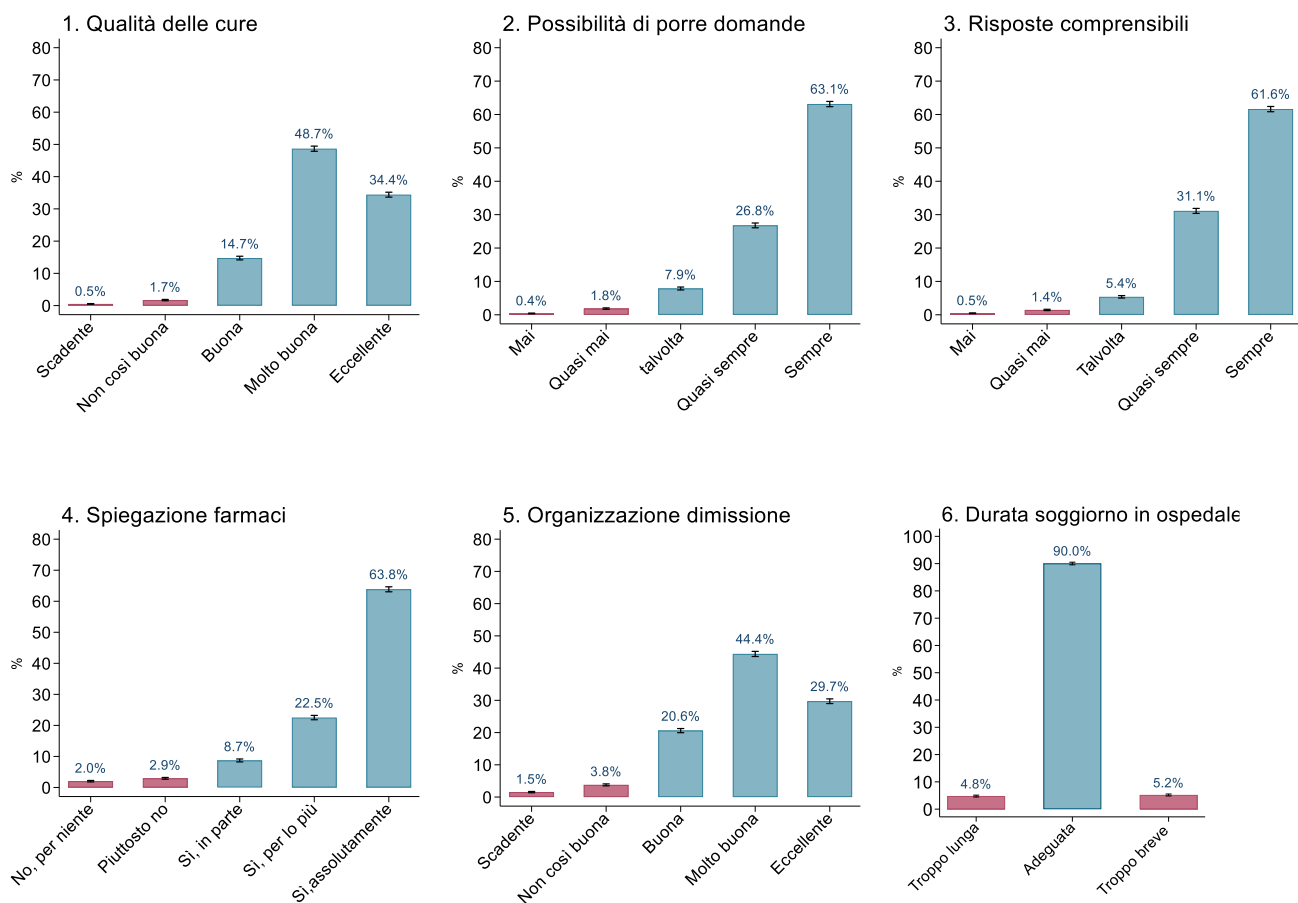 1. Qualità delle cure
80
70
60
50
40
30
20
10
0
%
0.5%
1.7%
14.7%
48.7%
34.4%
Scadente
Non così buona
Buona
Molto buona
Eccellente
2. Possibilità di porre domande
80
70
60
50
40
30
20
10
0
%
0.4%
1.8%
7.9%
26.8%
63.1%
Mai
Quasi mai
talvolta
Quasi sempre
Sempre
3. Risposte comprensibili
80
70
60
50
40
30
20
10
0
%
0.5%
1.4%
5.4%
31.1%
61.6%
Mai
Quasi mai
Talvolta
Quasi sempre
Sempre
4. Spiegazione farmaci
80
70
60
50
40
30
20
10
0
%
2.0%
2.9%
8.7%
22.5%
63.8%
No, per niente
Piuttosto no
Sì, in parte
Sì, per lo più
Sì,assolutamente
5. Organizzazione dimissione
80
70
60
50
40
30
20
10
0
%
1.5%
3.8%
20.6%
44.4%
29.7%
Scadente
Non così buona
Buona
Molto buona
Eccellente
6. Durata soggiorno in ospedale
100
90
80
70
60
50
40
30
20
10
0
%
4.8%
90.0%
5.2%
Troppo lunga
Adeguata
Troppo breve